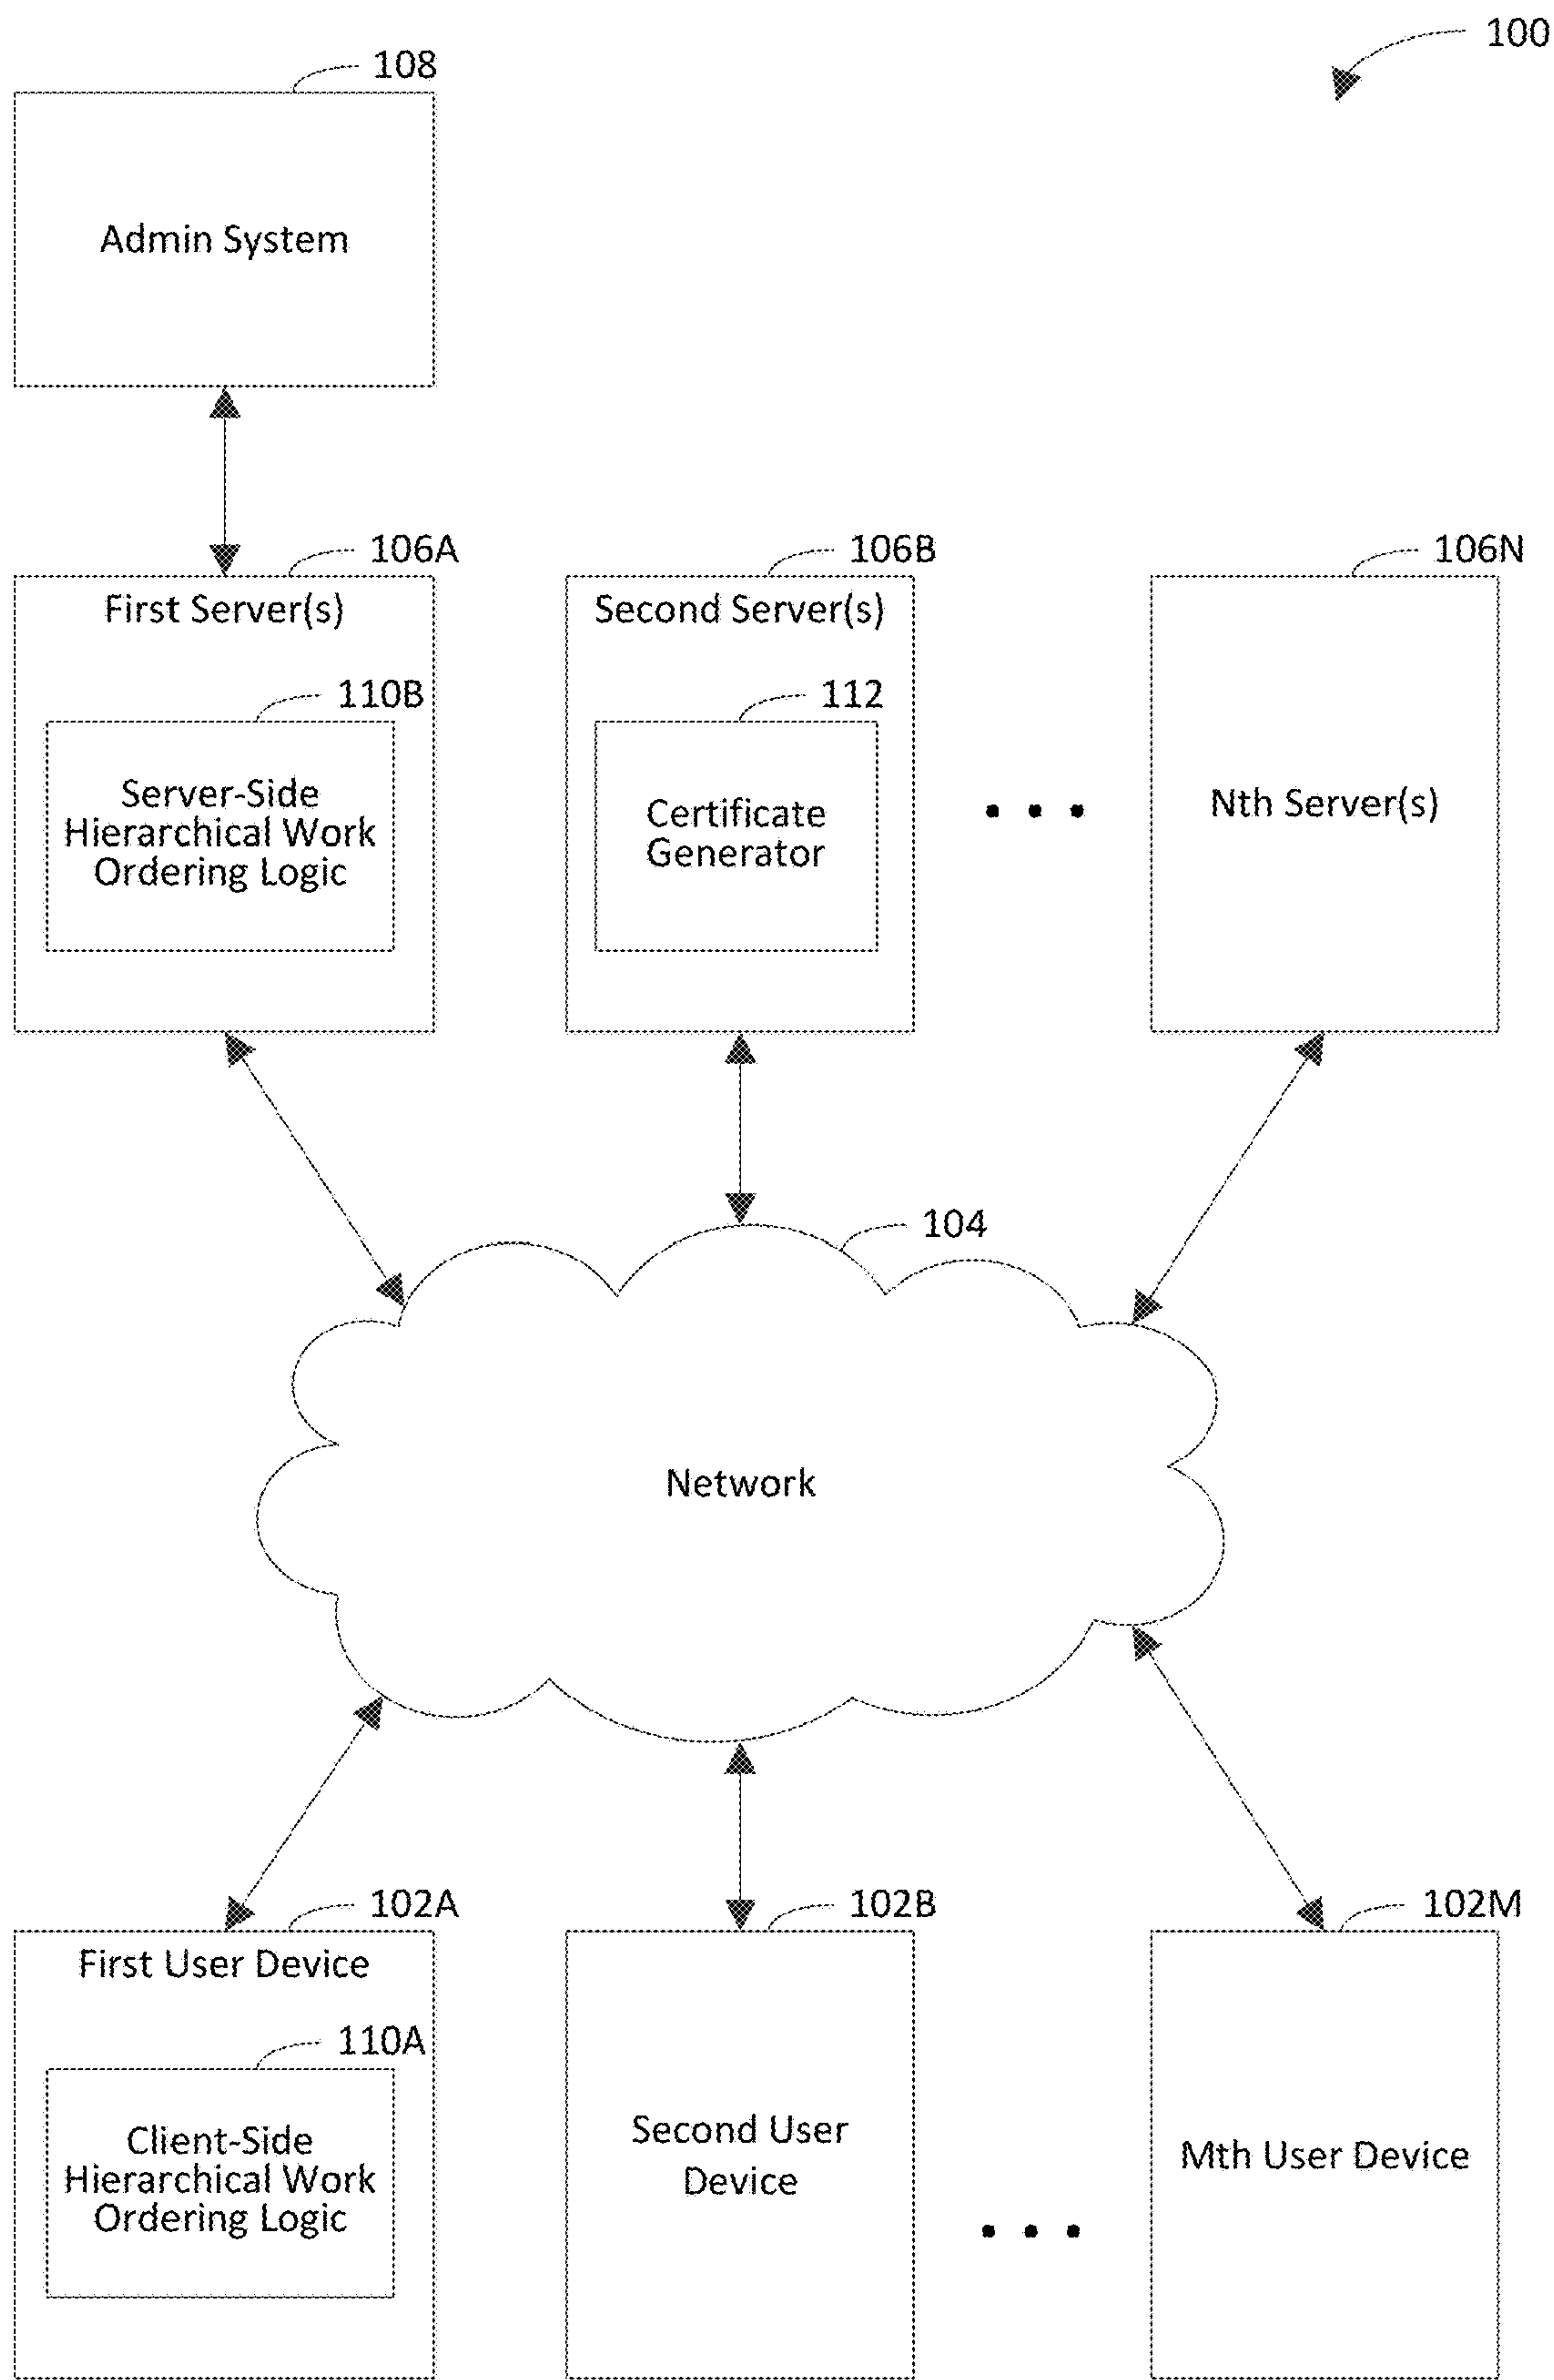 100
108
Admin System
106A
106B
106N
First Server(s)
Second Server(s)
Nth Server(s)
110B
112
Server-Side
Hierarchical Work
Ordering Logic
Certificate
Generator
104
Network
102A
102B
102M
First User Device
110A
Client-Side
Hierarchical Work
Ordering Logic
Second User
Device
Mth User Device